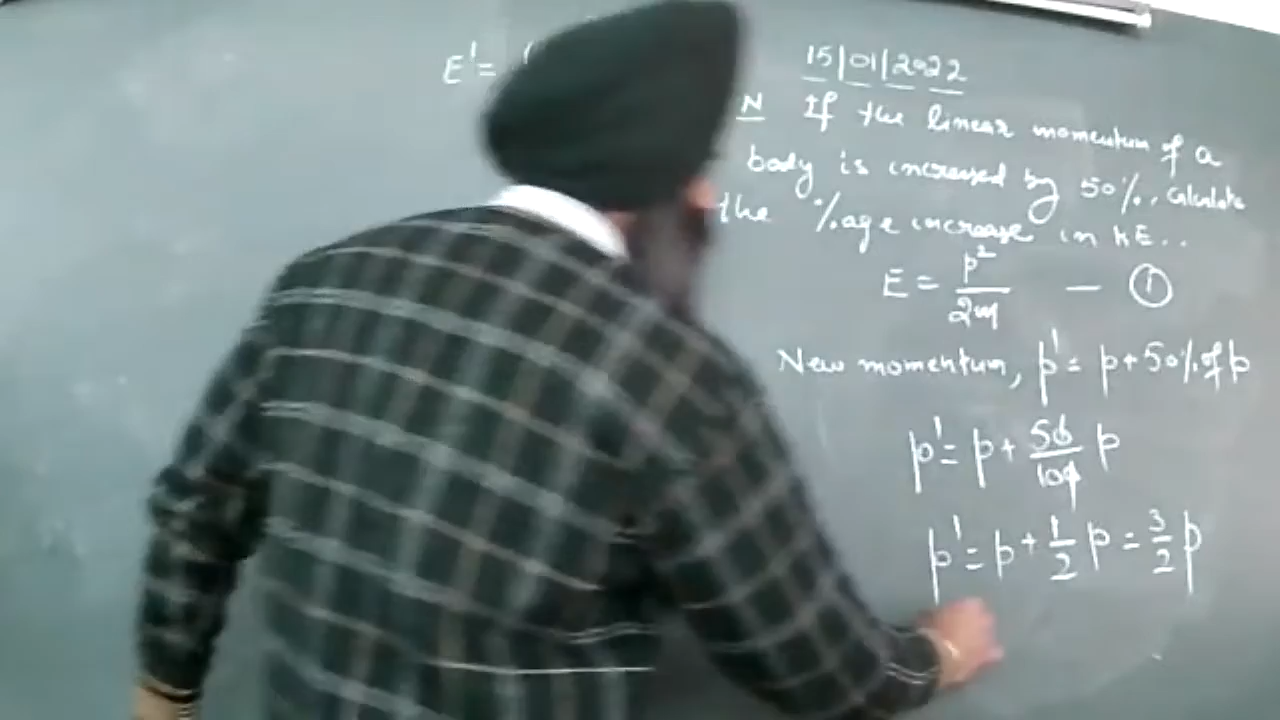 E' =
15|01|2022
N If the linear momentum of a
body is increased by 50%. Calculate
the %age increase in KE..
E = p²/2m — ①
New momentum, p' = p + 50% of p
p' = p + 50/100 p
p' = p + 1/2 p = 3/2 p